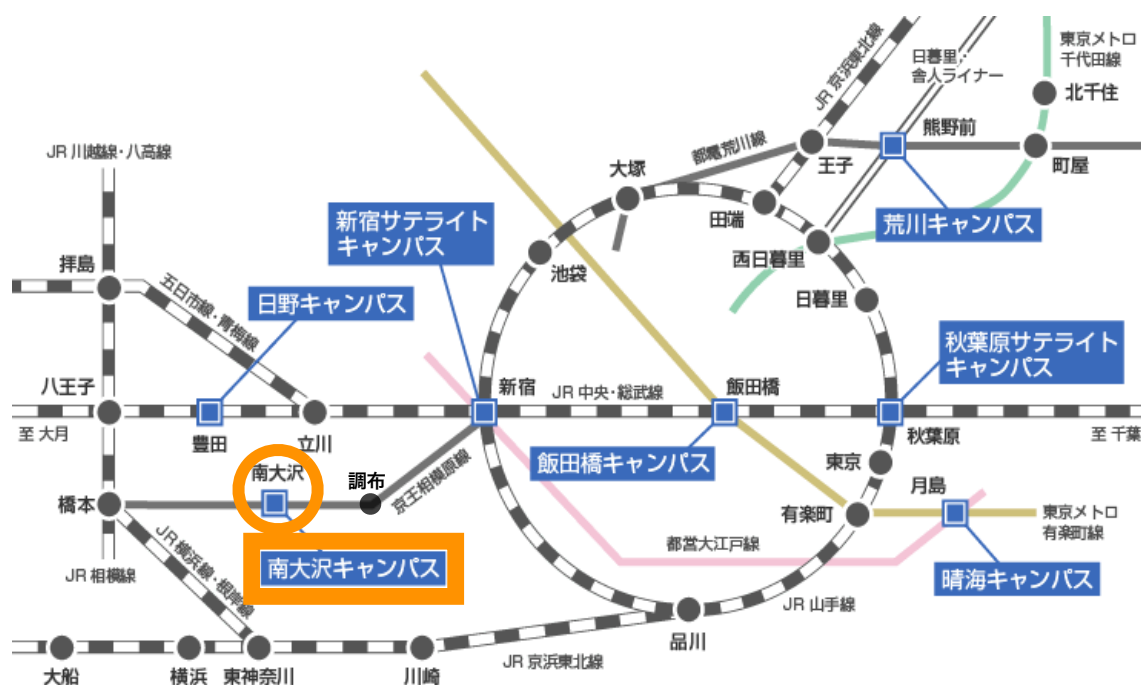 JR 京浜東北線
日暮里・
舎人ライナー
東京メトロ
千代田線
北千住
熊野前
町屋
王子
都電荒川線
JR 川越線・八高線
大塚
田端
新宿サテライト
キャンパス
荒川キャンパス
西日暮里
池袋
拝島
五日市線・青梅線
日野キャンパス
日暮里
秋葉原サテライト
キャンパス
八王子
新宿
JR 中央・総武線
飯田橋
至 大月
豊田
立川
秋葉原
至 千葉
飯田橋キャンパス
東京
南大沢
調布
京王相模原線
月島
橋本
有楽町
東京メトロ
有楽町線
JR 横浜線・根岸線
都営大江戸線
JR 相模線
南大沢キャンパス
晴海キャンパス
JR 山手線
品川
JR 京浜東北線
大船
横浜
東神奈川
川崎